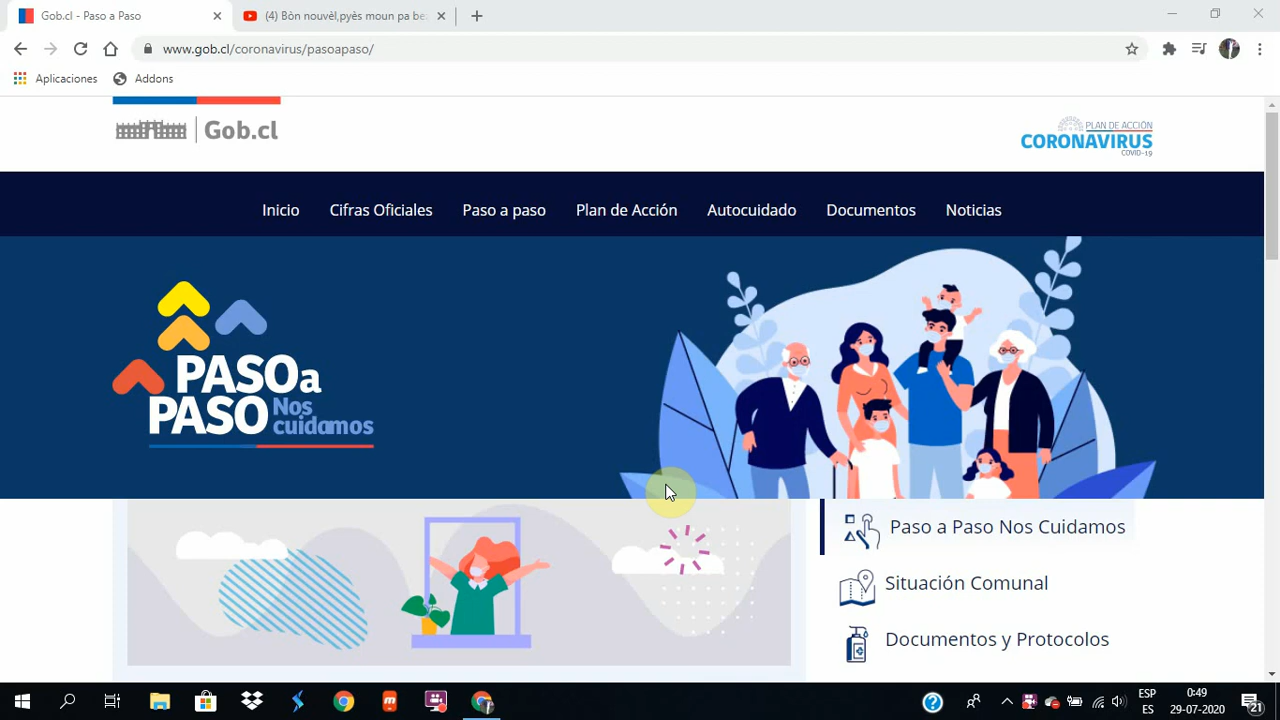 Gob.cl - Paso a Paso
(4) Bòn nouvèl,pyès moun pa be
www.gob.cl/coronavirus/pasoapaso/
Aplicaciones
Addons
Gob.cl
PLAN DE ACCIÓN
CORONAVIRUS
COVID-19
Inicio
Cifras Oficiales
Paso a paso
Plan de Acción
Autocuidado
Documentos
Noticias
PASOa
PASO Nos
cuidamos
Paso a Paso Nos Cuidamos
Situación Comunal
Documentos y Protocolos
ESP
ES
0:49
29-07-2020
21